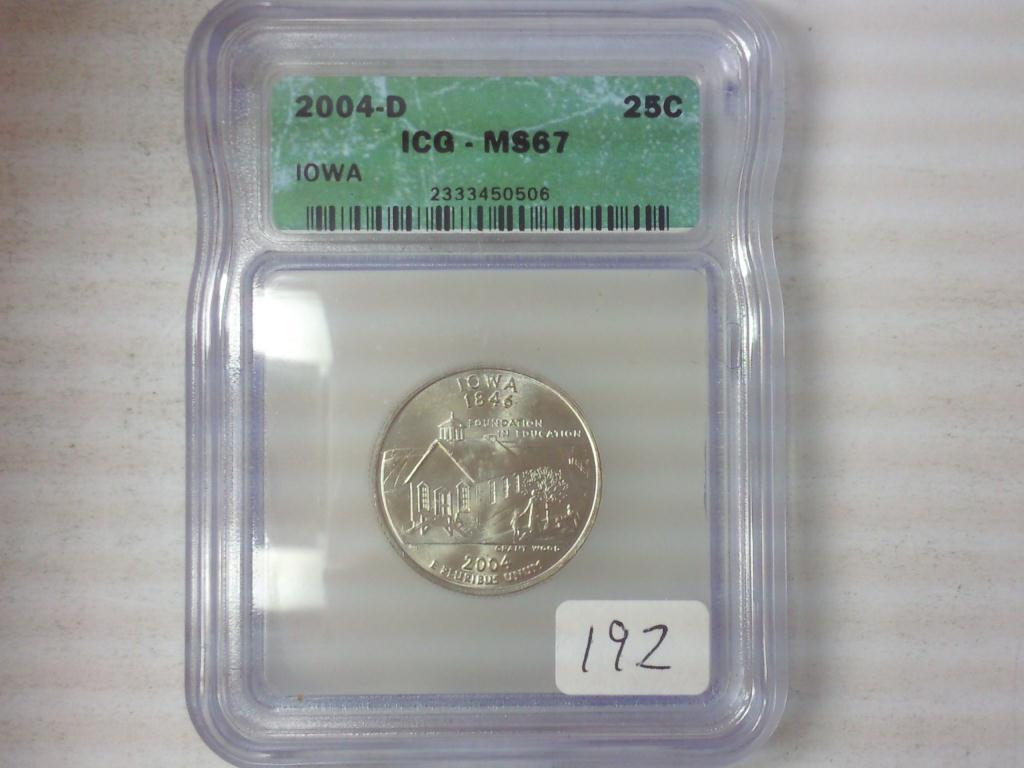 2004-D 25C
ICG - MS67
IOWA
2333450506
IOWA
1846
FOUNDATION
IN EDUCATION
GRANT WOOD
2004
E PLURIBUS UNUM
192